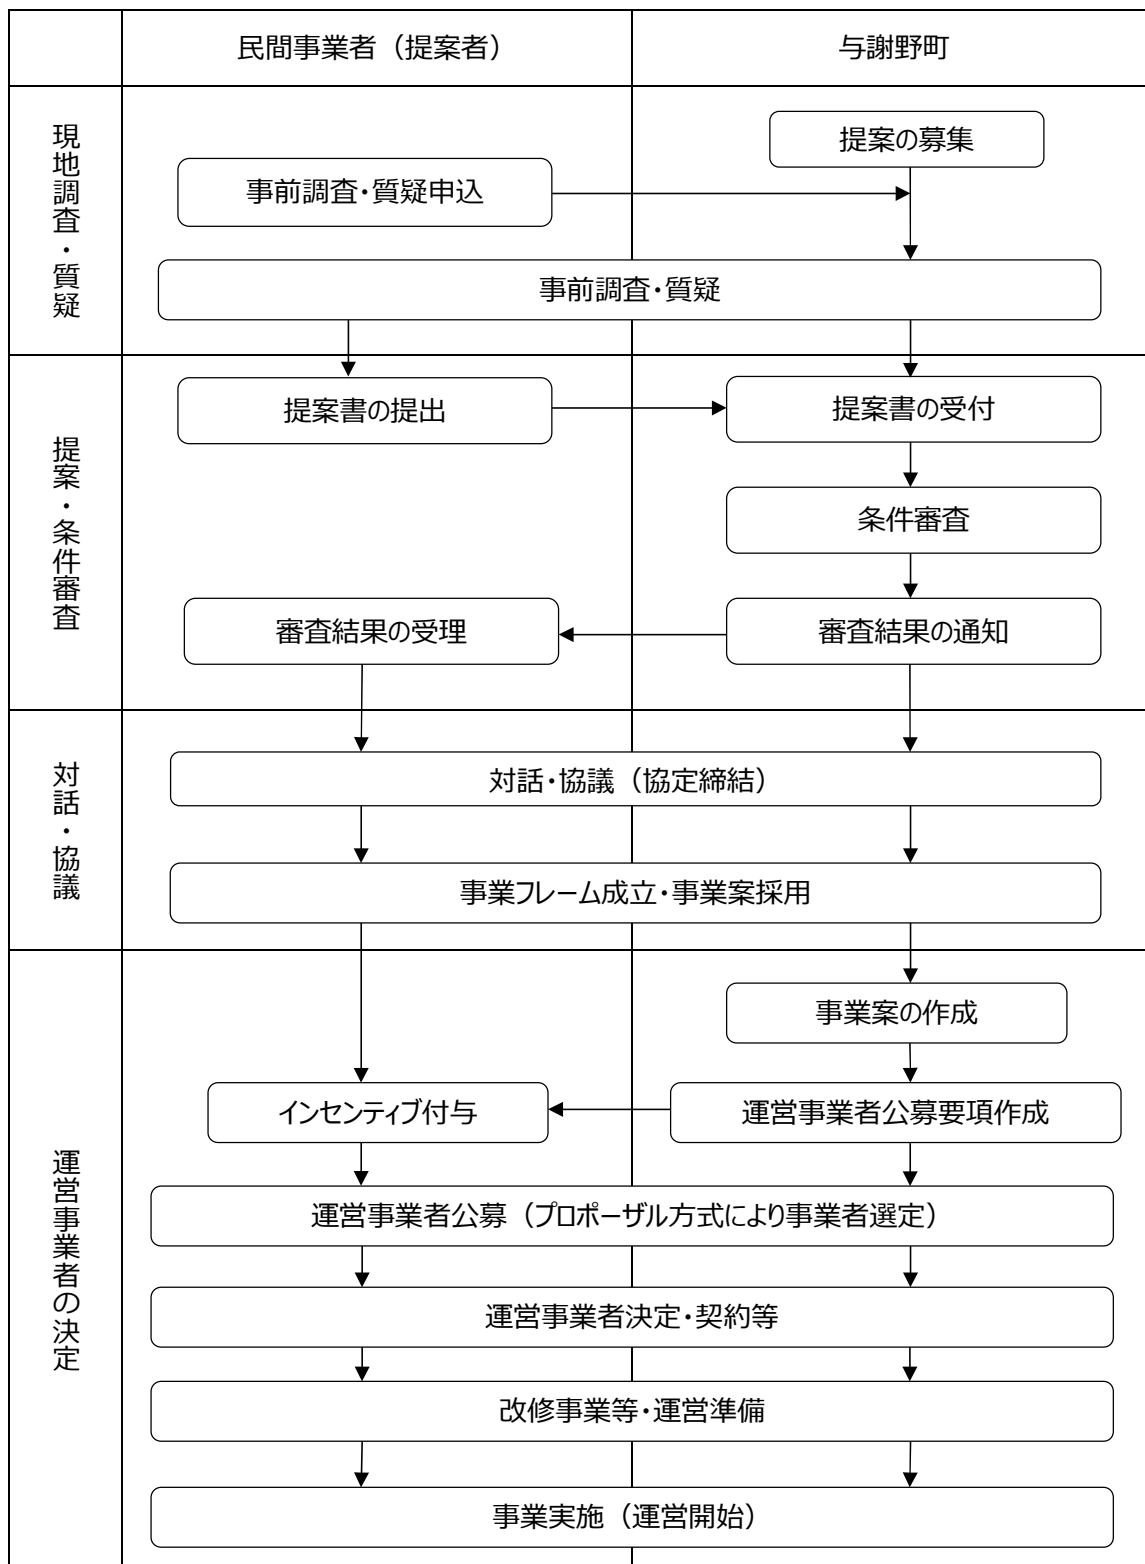 民間事業者（提案者）
与謝野町
現地調査・質疑
提案の募集
事前調査・質疑申込
事前調査・質疑
提案・条件審査
提案書の提出
提案書の受付
条件審査
審査結果の受理
審査結果の通知
対話・協議
対話・協議（協定締結）
事業フレーム成立・事業案採用
運営事業者の決定
事業案の作成
インセンティブ付与
運営事業者公募要項作成
運営事業者公募（プロポーザル方式により事業者選定）
運営事業者決定・契約等
改修事業等・運営準備
事業実施（運営開始）